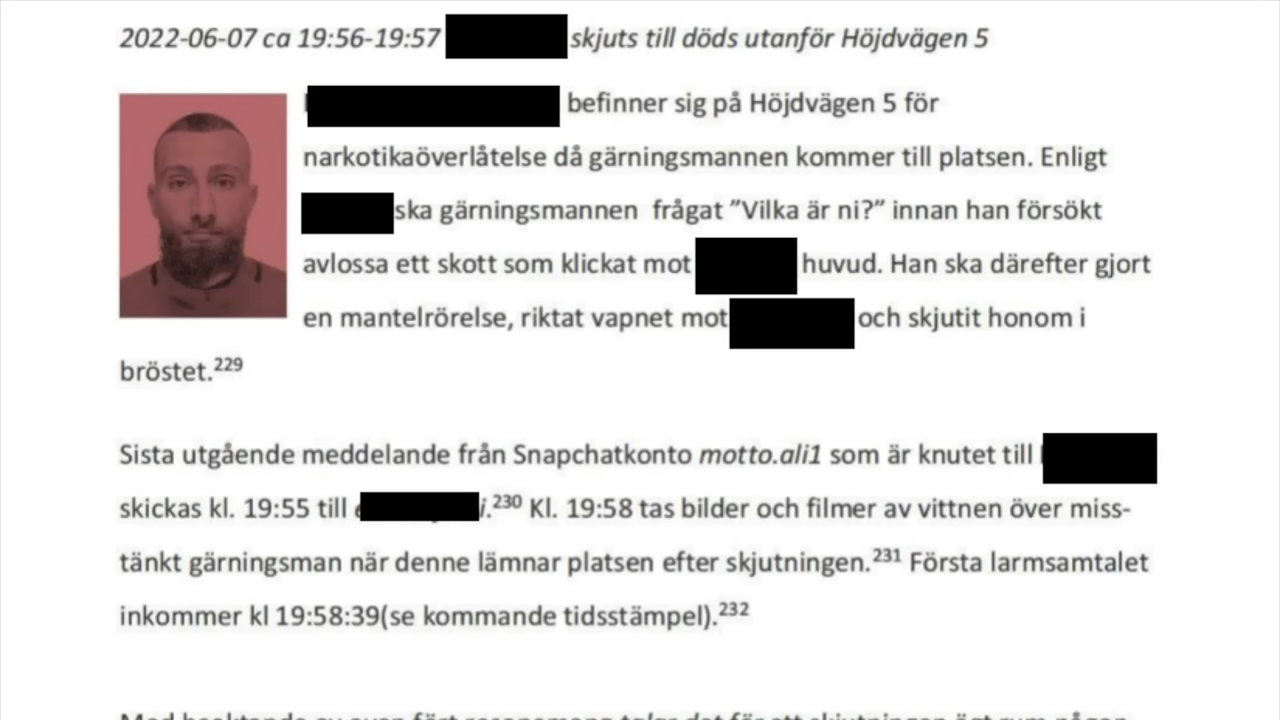 2022-06-07 ca 19:56-19:57 skjuts till döds utanför Höjdvägen 5
befinner sig på Höjdvägen 5 för
narkotikaöverlåtelse då gärningsmannen kommer till platsen. Enligt
ska gärningsmannen frågat ”Vilka är ni?” innan han försökt
avlossa ett skott som klickat mot huvud. Han ska därefter gjort
en mantelrörelse, riktat vapnet mot och skjutit honom i
bröstet.229
Sista utgående meddelande från Snapchatkonto motto.ali1 som är knutet till
skickas kl. 19:55 till i.230 Kl. 19:58 tas bilder och filmer av vittnen över miss-
tänkt gärningsman när denne lämnar platsen efter skjutningen.231 Första larmsamtalet
inkommer kl 19:58:39(se kommande tidsstämpel).232